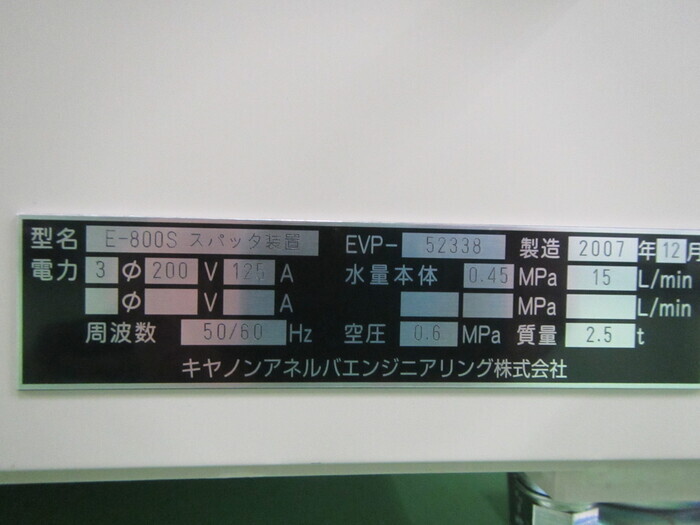 型名 E-800S スパッタ装置 EVP- 52338 製造 2007 年 12 月
電力 3 Φ 200 V 125 A 水量本体 0.45 MPa 15 L/min
Φ V A MPa L/min
周波数 50/60 Hz 空圧 0.6 MPa 質量 2.5 t
キヤノンアネルバエンジニアリング株式会社